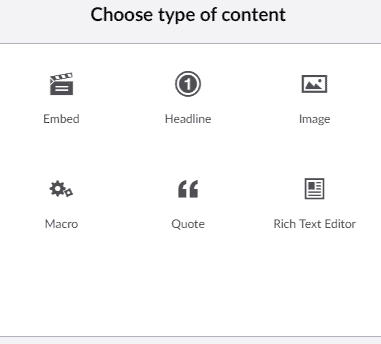 Choose type of content
Embed
Headline
Image
Macro
Quote
Rich Text Editor